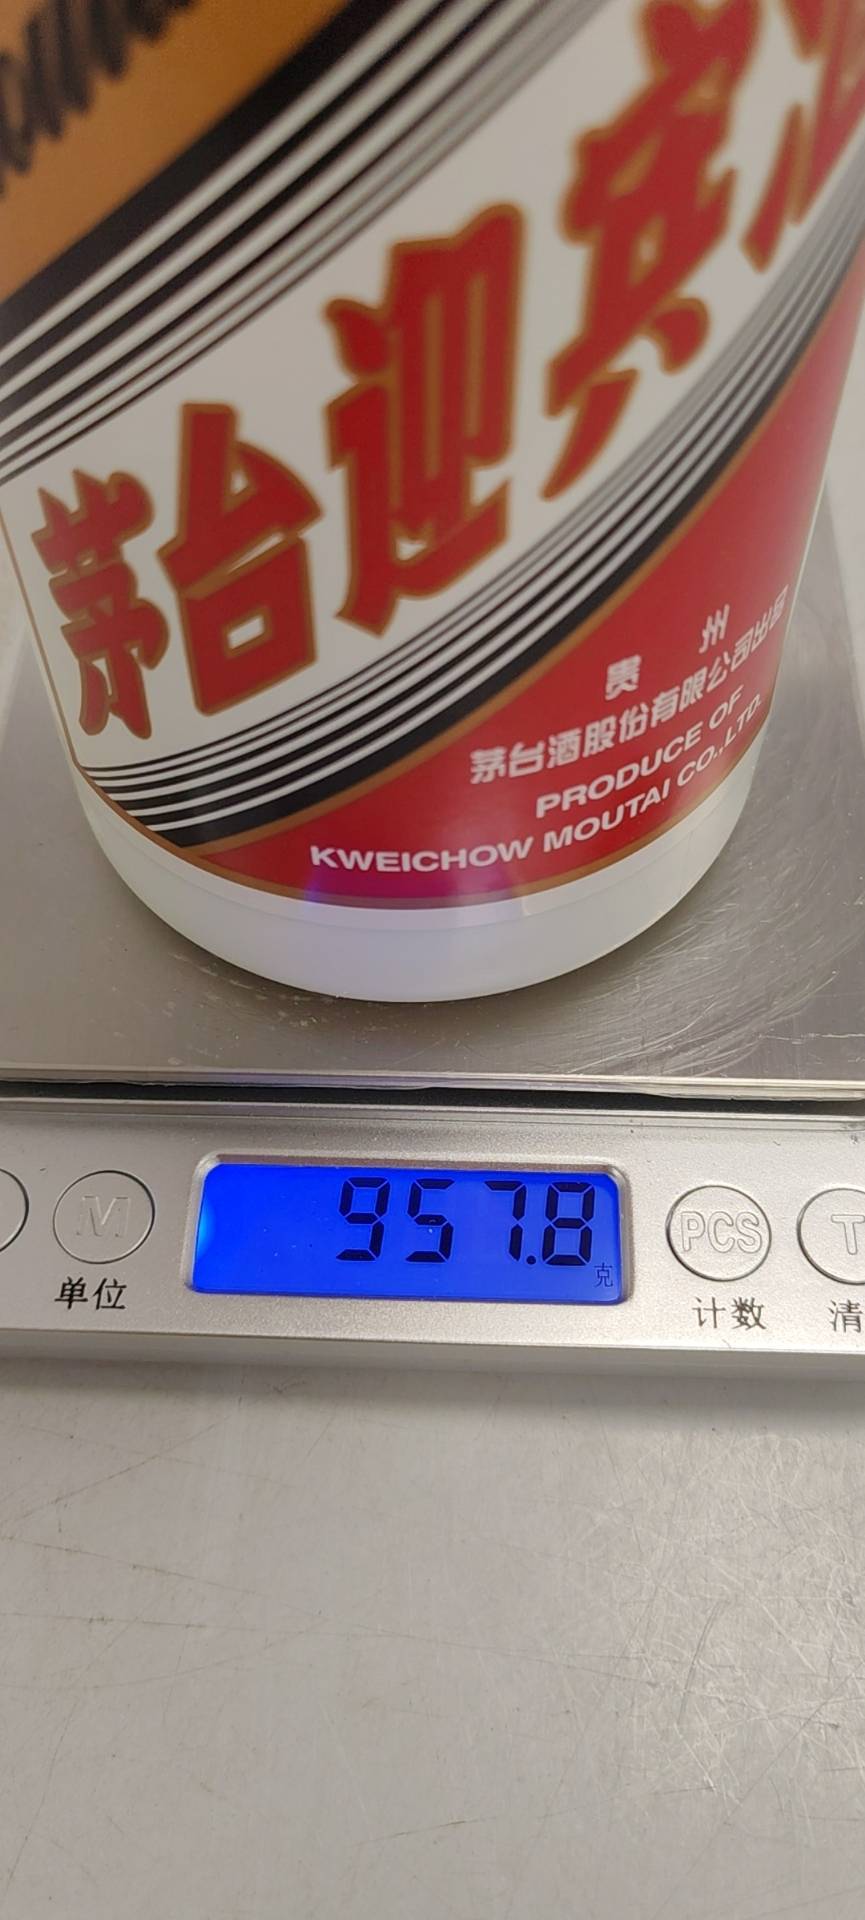 茅台迎宾酒
贵州
茅台酒股份有限公司出品
PRODUCE OF
KWEICHOW MOUTAI CO.,LTD.
957.8
克
M
PCS
T
单位
计数
清